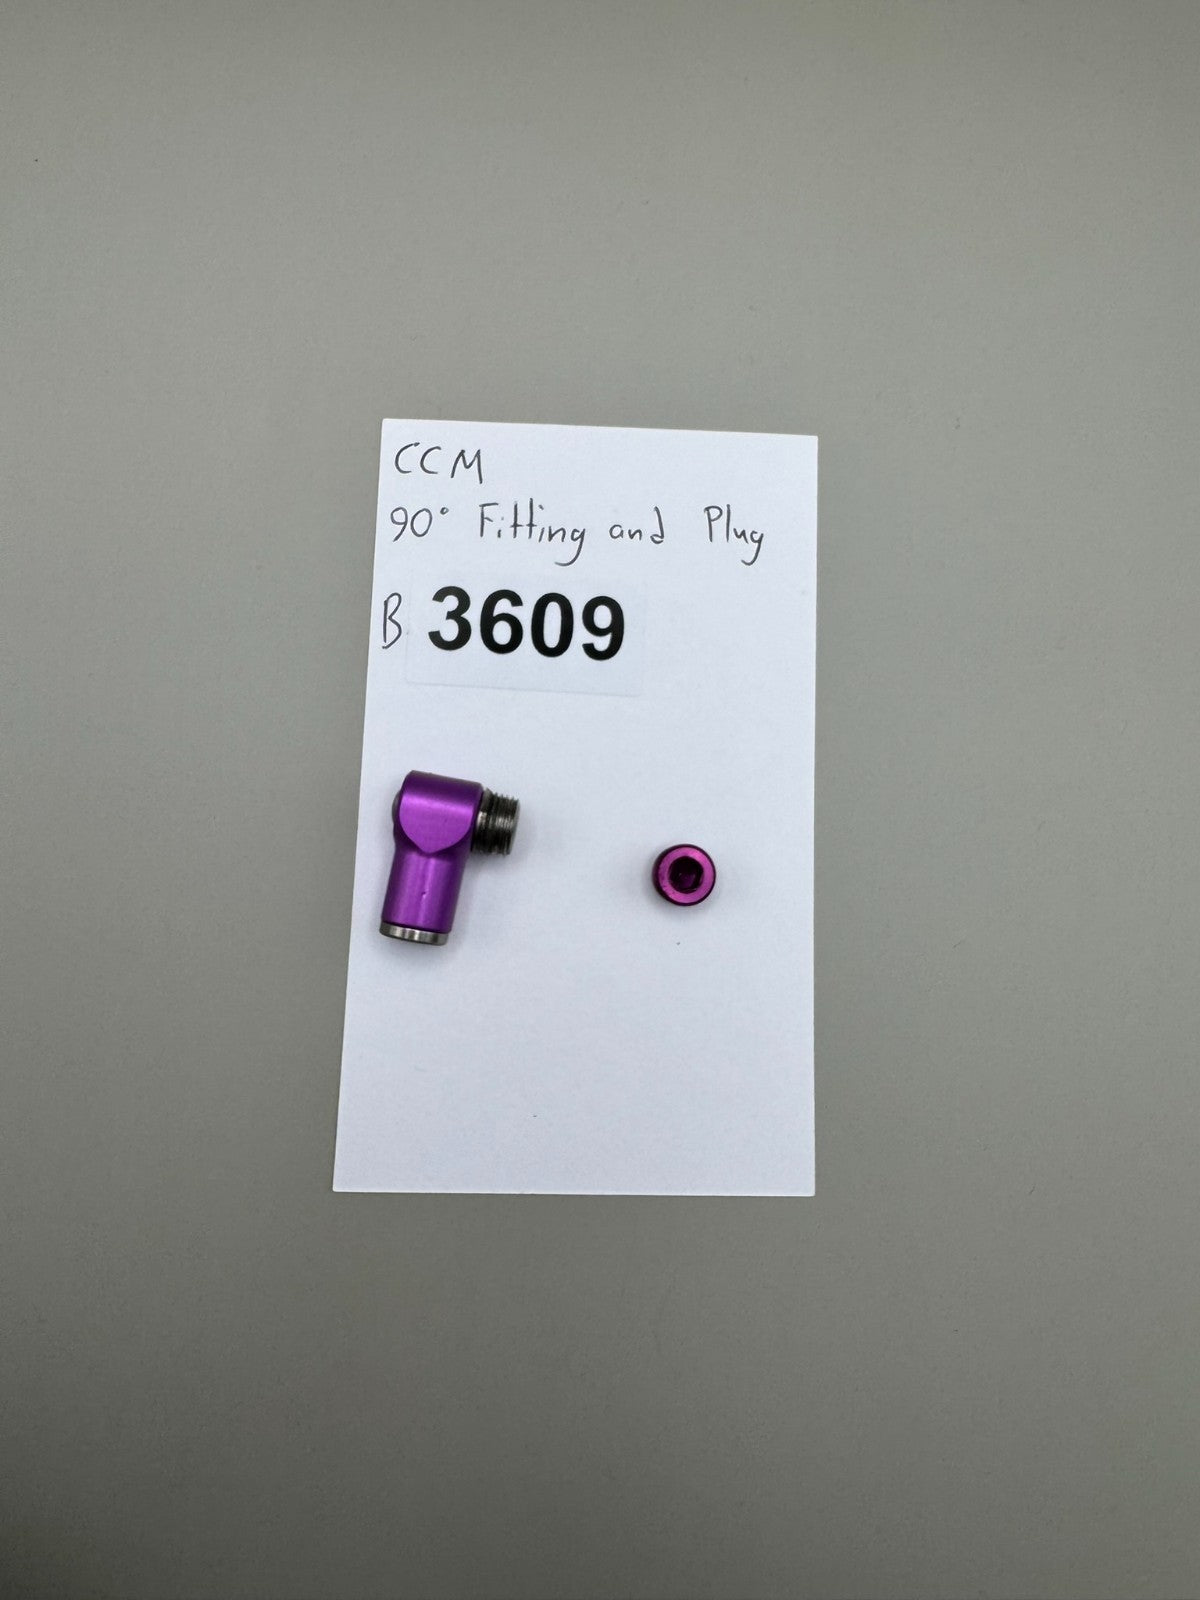 CCM
90° Fitting and Plug
B 3609